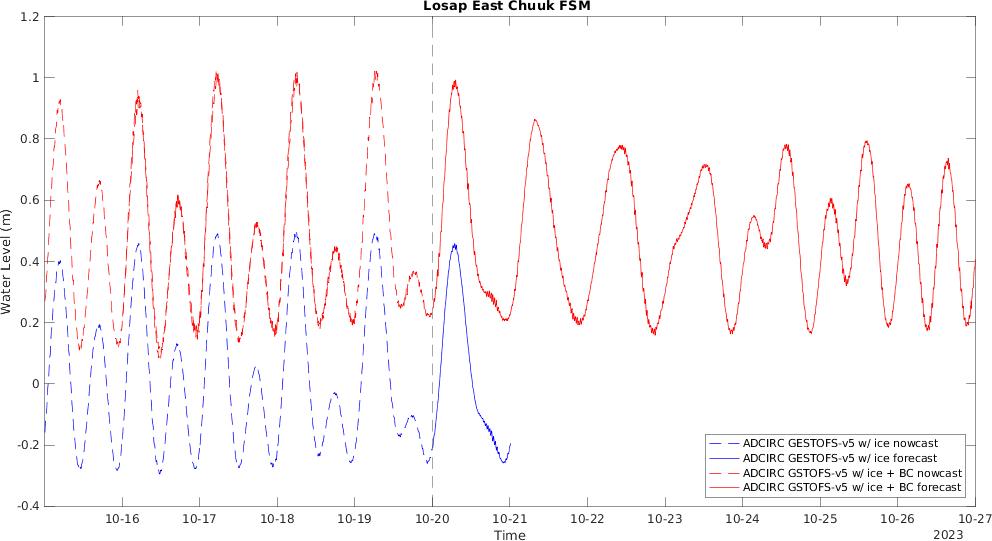 Losap East Chuuk FSM
1.2
1
0.8
0.6
0.4
0.2
0
-0.2
-0.4
Water Level (m)
ADCIRC GESTOFS-v5 w/ ice nowcast
ADCIRC GESTOFS-v5 w/ ice forecast
ADCIRC GSTOFS-v5 w/ ice + BC nowcast
ADCIRC GSTOFS-v5 w/ ice + BC forecast
10-16 10-17 10-18 10-19 10-20 10-21 10-22 10-23 10-24 10-25 10-26 10-27
Time
2023